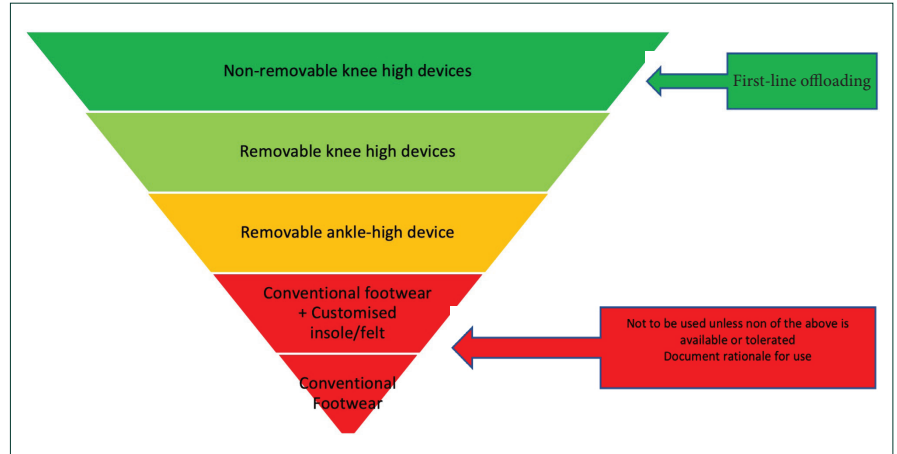 Non-removable knee high devices
First-line offloading
Removable knee high devices
Removable ankle-high device
Conventional footwear
+ Customised
insole/felt
Not to be used unless non of the above is
available or tolerated
Document rationale for use
Conventional
Footwear